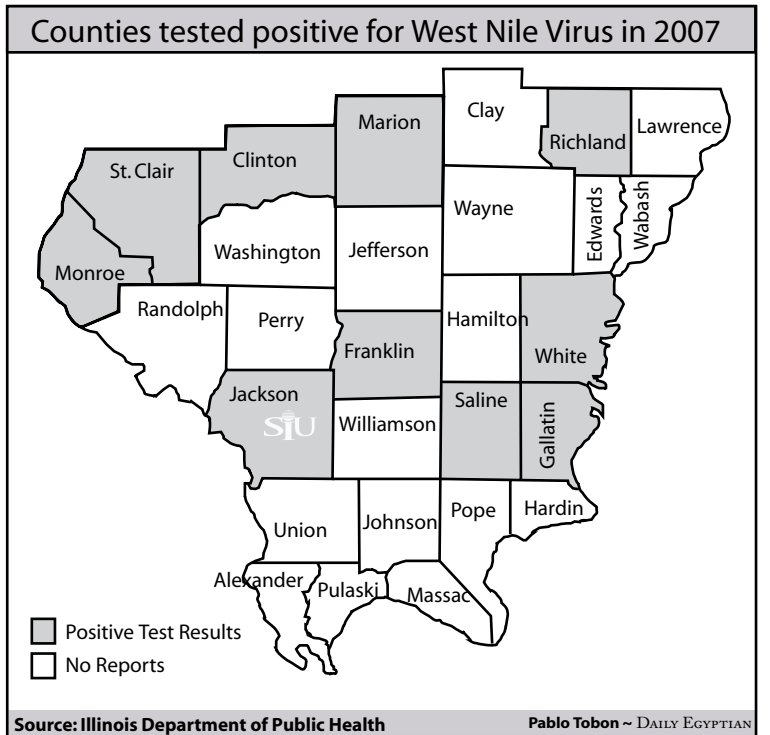 Counties tested positive for West Nile Virus in 2007
Clay
Marion
Lawrence
Richland
Clinton
St. Clair
Wayne
Edwards
Wabash
Washington
Jefferson
Monroe
Randolph
Perry
Hamilton
Franklin
White
Jackson
SIU
Saline
Williamson
Gallatin
Pope
Hardin
Johnson
Union
Alexander
Pulaski
Massac
Positive Test Results
No Reports
Source: Illinois Department of Public Health
Pablo Tobon ~ DAILY EGYPTIAN